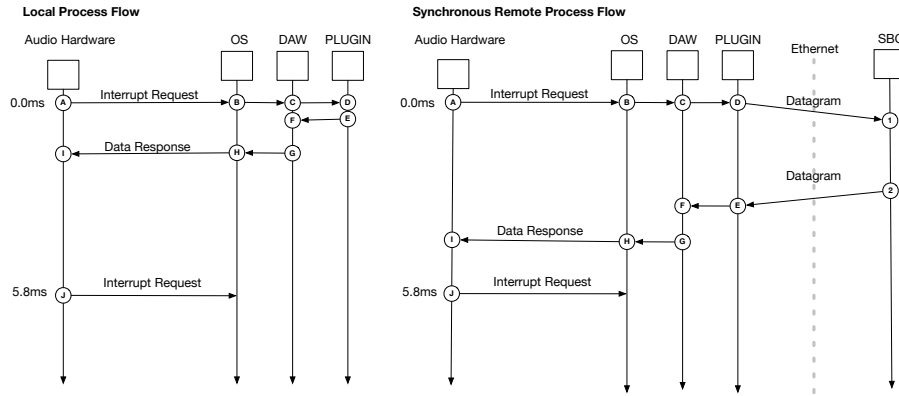 Local Process Flow
Audio Hardware
OS
DAW
PLUGIN
0.0ms
A
Interrupt Request
B
C
D
F
E
I
Data Response
H
G
5.8ms
J
Interrupt Request
Synchronous Remote Process Flow
Audio Hardware
OS
DAW
PLUGIN
Ethernet
SBC
0.0ms
A
Interrupt Request
B
C
D
Datagram
1
Datagram
2
F
E
I
Data Response
H
G
5.8ms
J
Interrupt Request